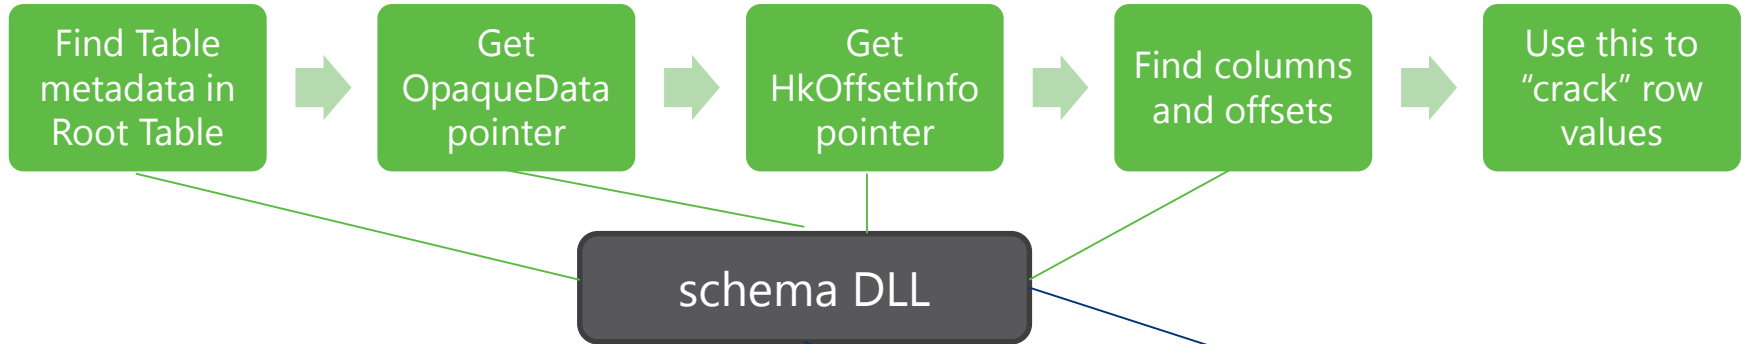 Find Table
metadata in
Root Table
Get
OpaqueData
pointer
Get
HkOffsetInfo
pointer
Find columns
and offsets
Use this to
“crack” row
values
schema DLL